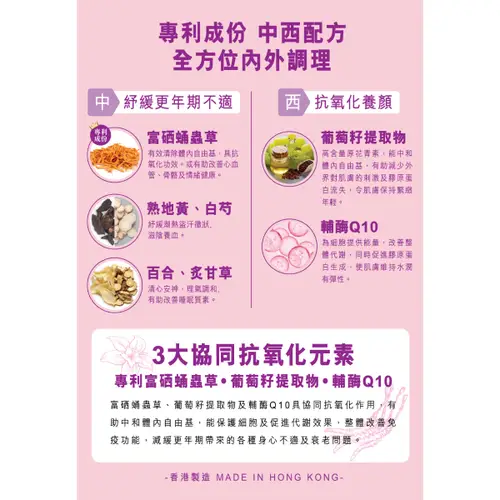 專利成份 中西配方
全方位內外調理
中 紓緩更年期不適
專利
成份
富硒蛹蟲草
有效清除體內自由基，具抗
氧化功效。或有助改善心血
管、骨骼及情緒健康。
熟地黃、白芍
紓緩潮熱盜汗徵狀，
滋陰養血。
百合、炙甘草
清心安神，理氣調和，
有助改善睡眠質素。
西 抗氧化養顏
葡萄籽提取物
高含量原花青素，能中和
體內自由基，有助減少外
界對肌膚的刺激及膠原蛋
白流失，令肌膚保持緊緻
年輕。
輔酶Q10
為細胞提供能量，改善整
體代謝，同時促進膠原蛋
白生成，使肌膚維持水潤
有彈性。
3大協同抗氧化元素
專利富硒蛹蟲草•葡萄籽提取物•輔酶Q10
富硒蛹蟲草、葡萄籽提取物及輔酶Q10具協同抗氧化作用，有
助中和體內自由基，能保護細胞及促進代謝效果，整體改善免
疫功能，減緩更年期帶來的各種身心不適及衰老問題。
-香港製造 MADE IN HONG KONG-